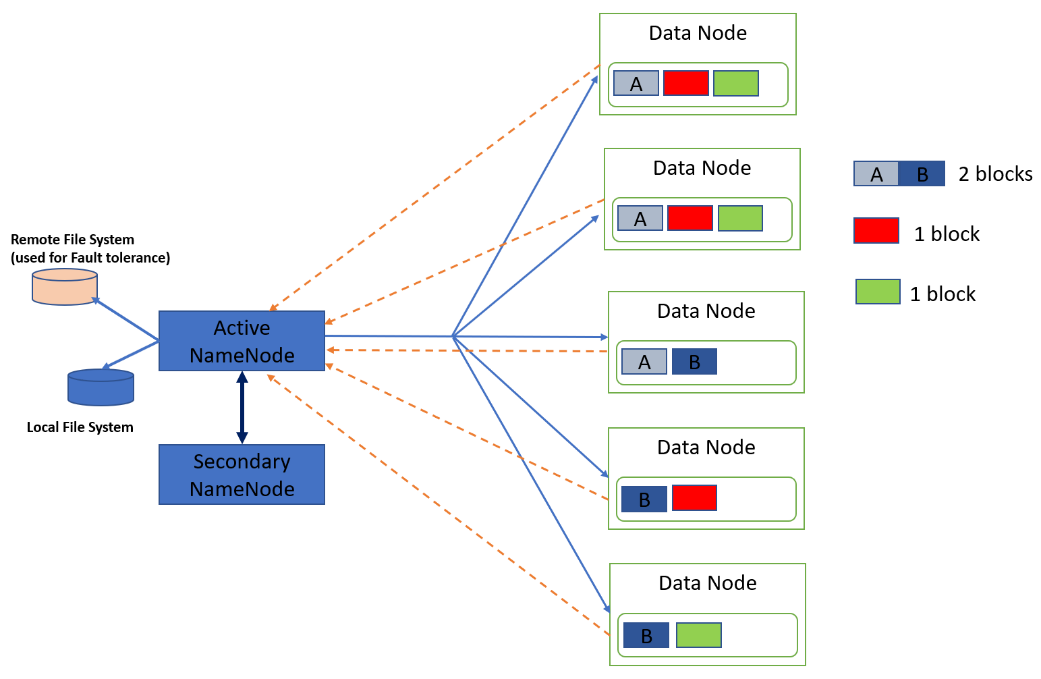 Remote File System
(used for Fault tolerance)
Local File System
Active
NameNode
Secondary
NameNode
Data Node
A
Data Node
A
Data Node
A B
Data Node
B
Data Node
B
A B 2 blocks
1 block
1 block